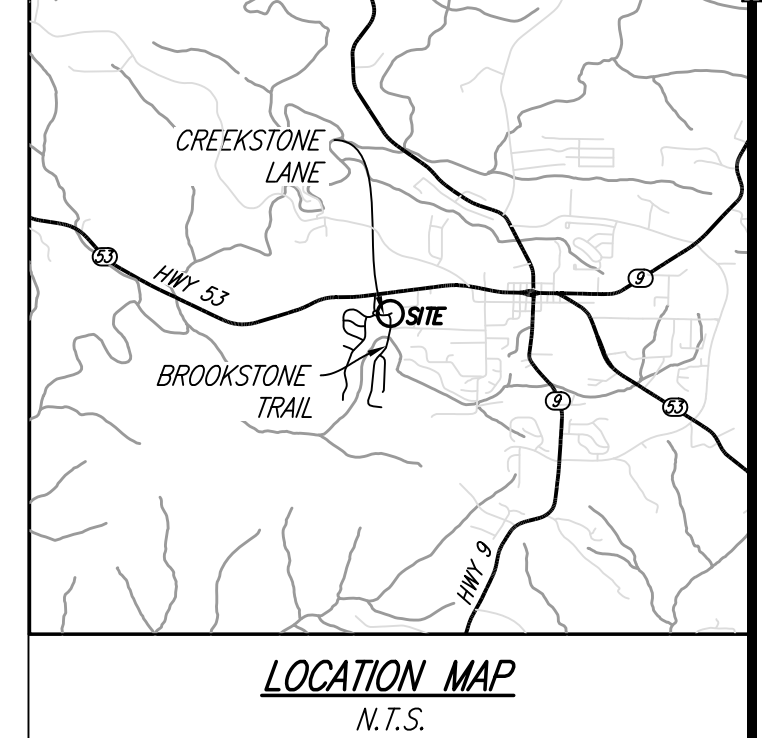 CREEKSTONE
LANE
53
HWY 53
9
SITE
BROOKSTONE
TRAIL
9
53
HWY 9
LOCATION MAP
N.T.S.